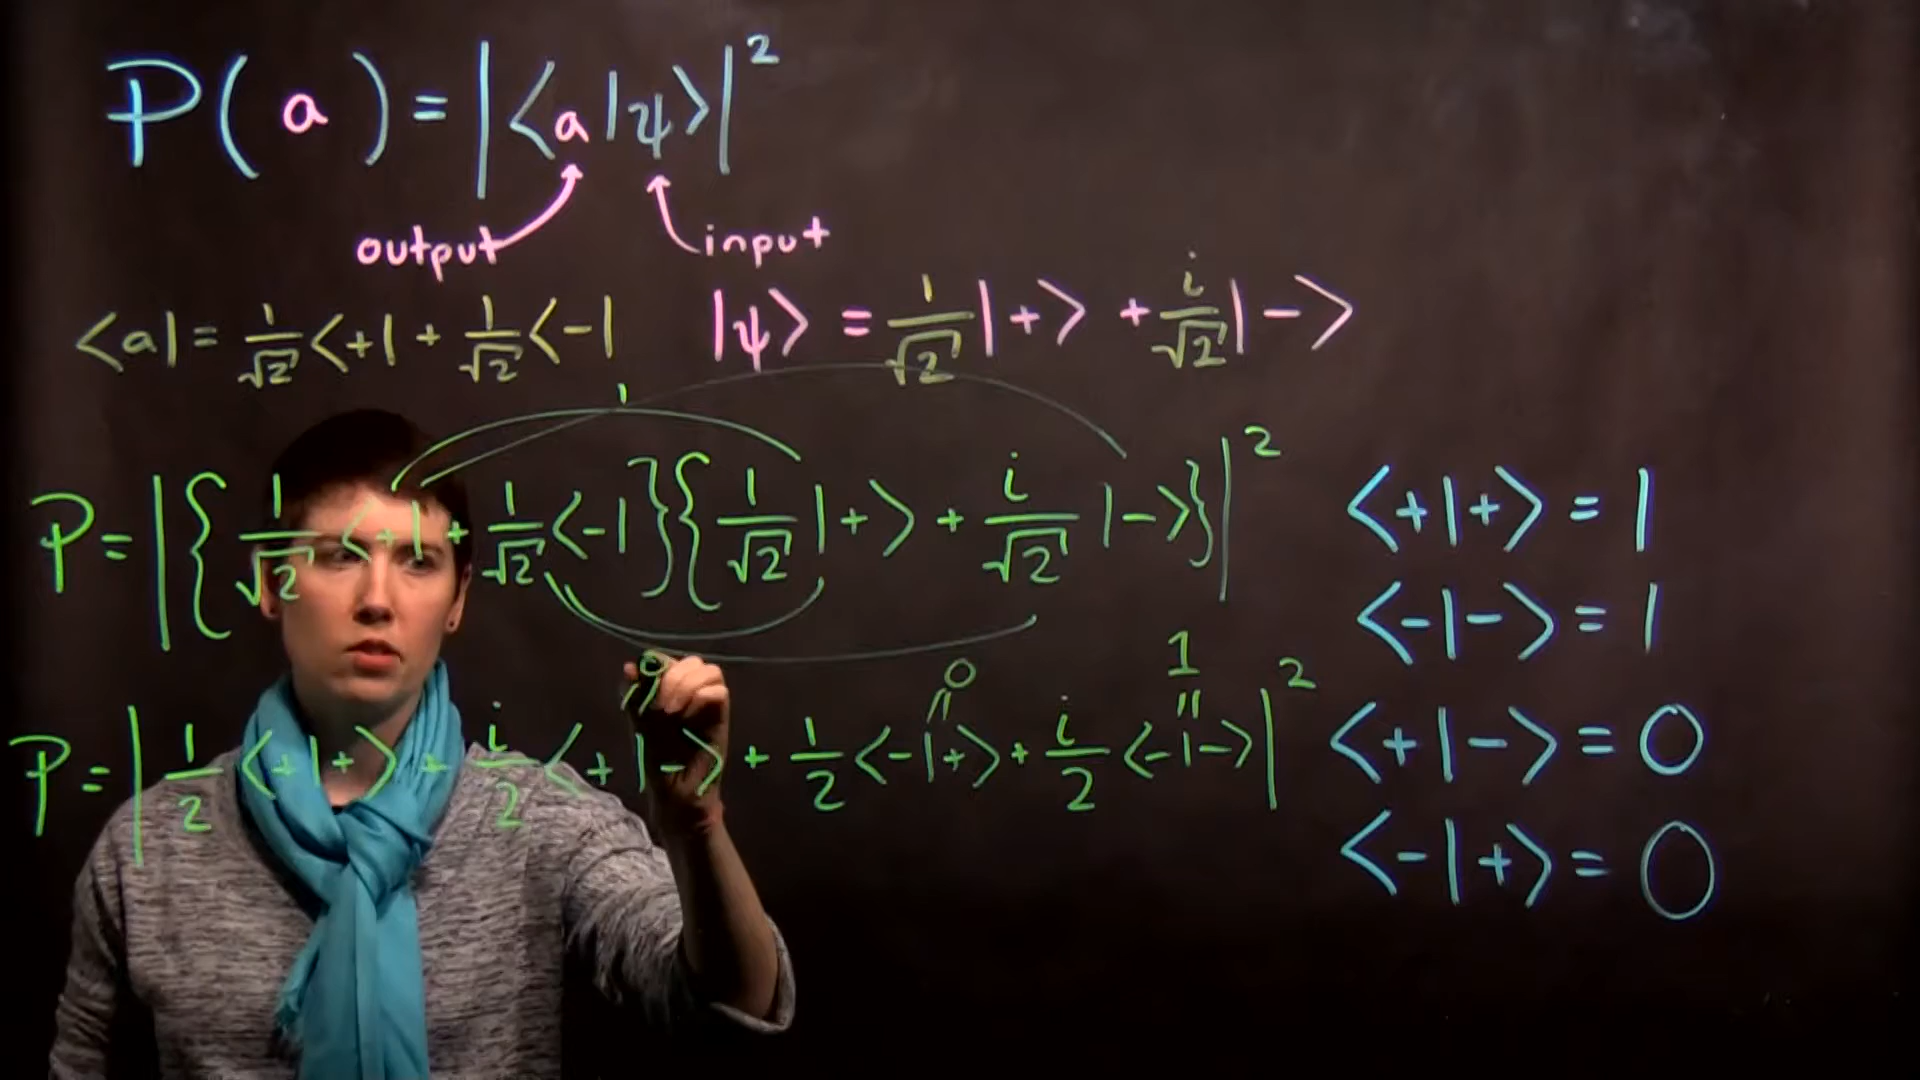 P(a) = |<a|ψ>|²
output input
<a| = 1/√2 <+| + 1/√2 <-| |ψ> = 1/√2 |+> + i/√2 |->
1
P = |{1/√2 <+| + 1/√2 <-|}{1/√2 |+> + i/√2 |->}|²
<+|+> = 1
<-|-> = 1
0 0 1
P = |1/2 <+|+> + i/2 <+|-> + 1/2 <-|+> + i/2 <-|->|²
<+|-> = 0
<-|+> = 0